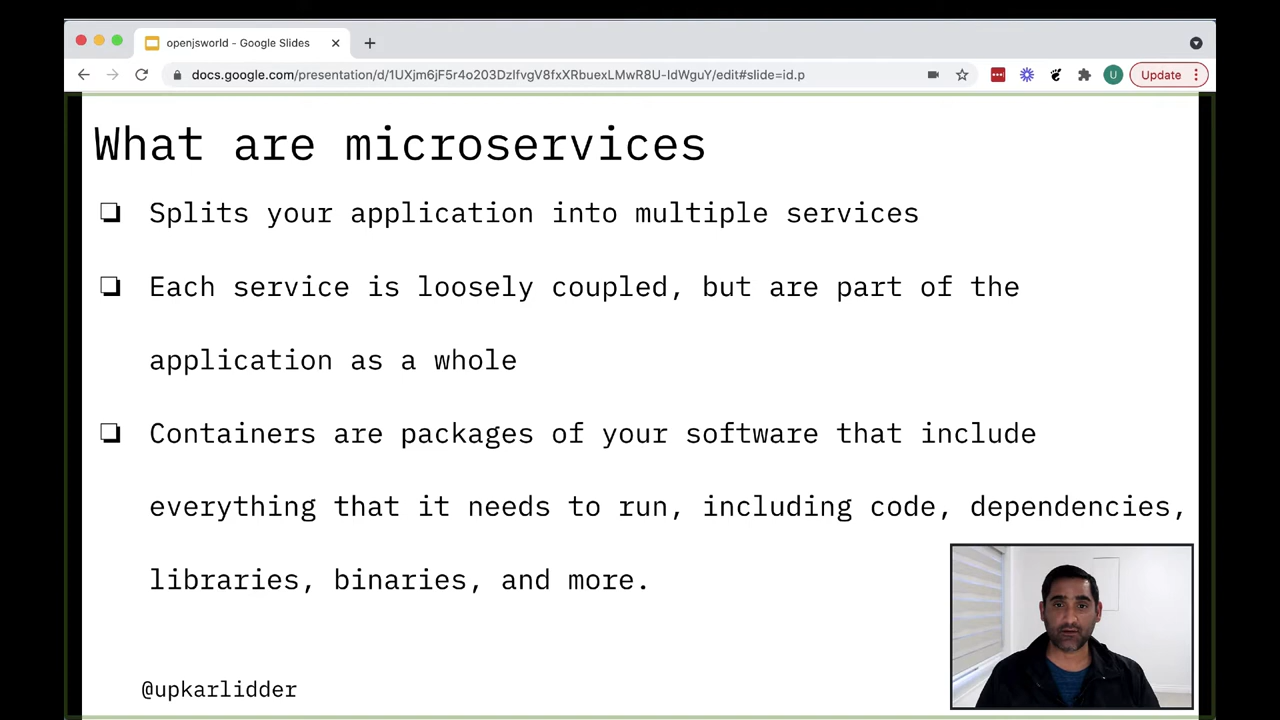 openjsworld - Google Slides
docs.google.com/presentation/d/1UXjm6jF5r4o203DzIfvgV8fxXRbuexLMwR8U-ldWguY/edit#slide=id.p
U
Update
What are microservices
❏ Splits your application into multiple services
❏ Each service is loosely coupled, but are part of the
application as a whole
❏ Containers are packages of your software that include
everything that it needs to run, including code, dependencies,
libraries, binaries, and more.
@upkarlidder